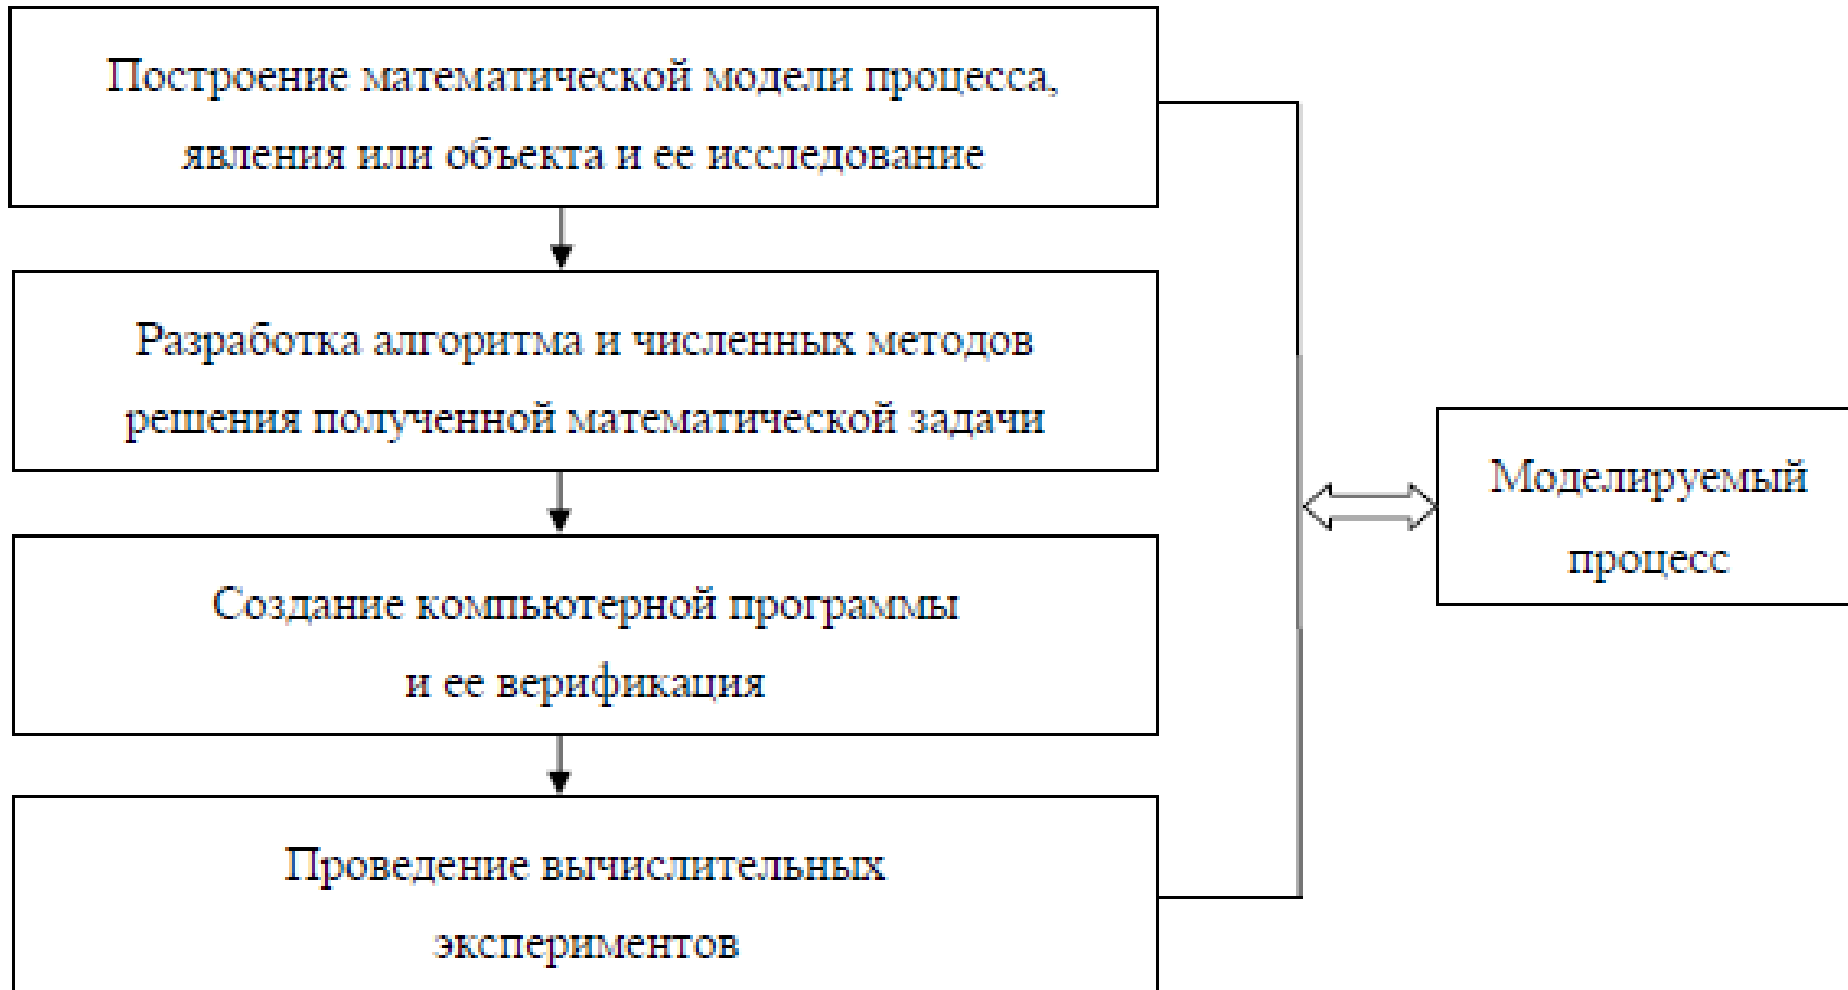 Построение математической модели процесса,
явления или объекта и ее исследование
Разработка алгоритма и численных методов
решения полученной математической задачи
Создание компьютерной программы
и ее верификация
Проведение вычислительных
экспериментов
Моделируемый
процесс